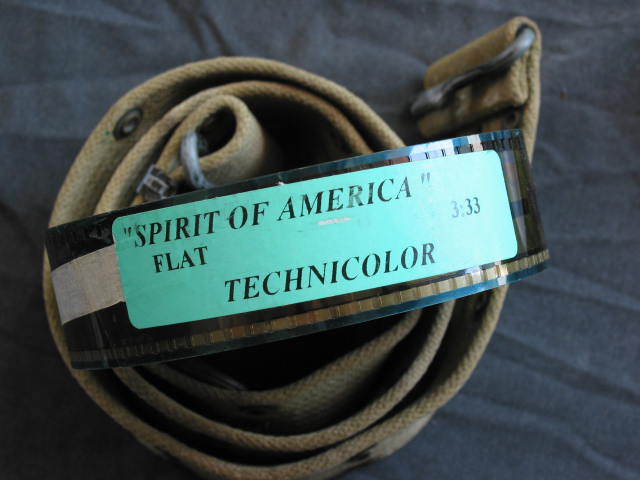 "SPIRIT OF AMERICA"
FLAT 3:33
TECHNICOLOR